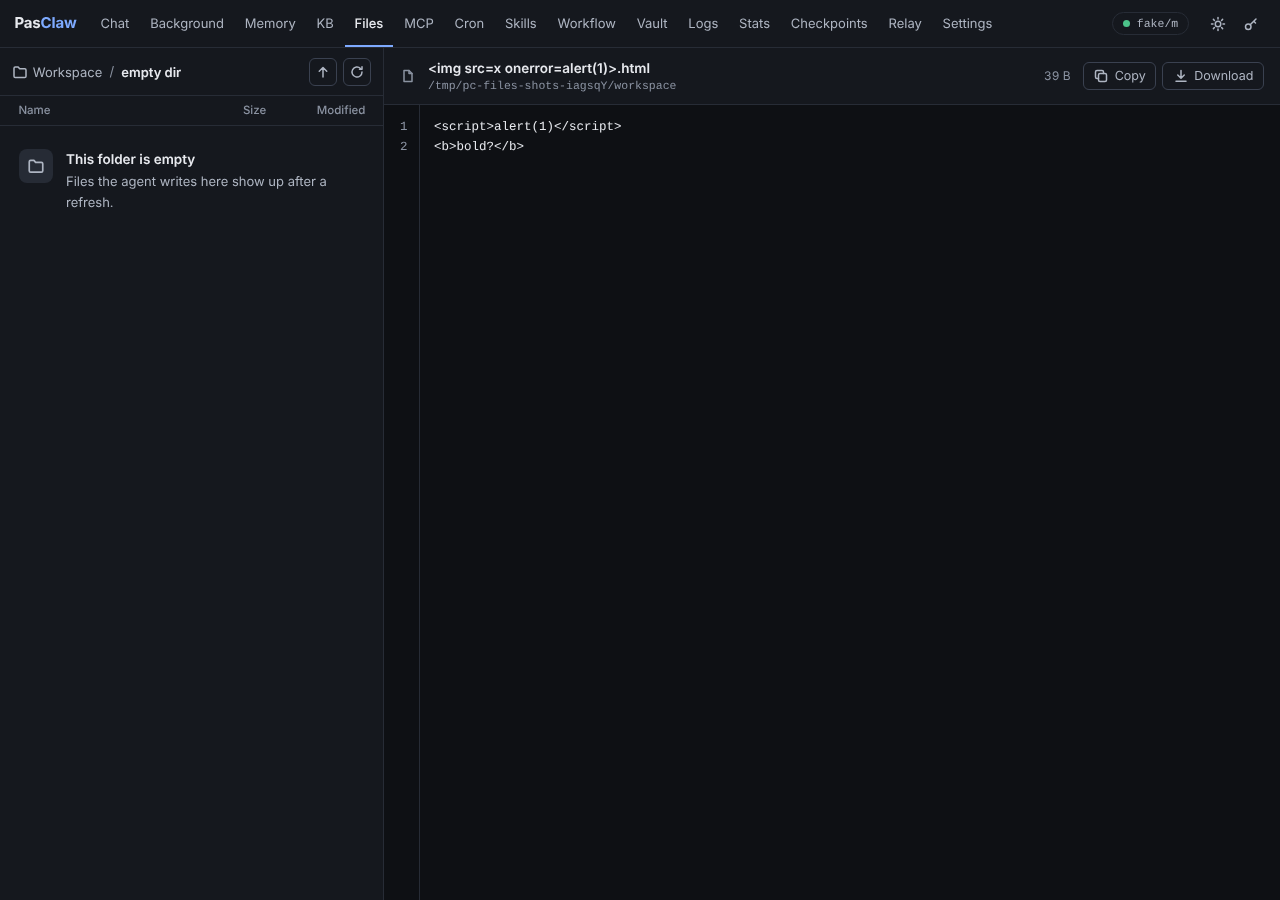 PasClaw Chat Background Memory KB Files MCP Cron Skills Workflow Vault Logs Stats Checkpoints Relay Settings fake/m
Workspace / empty dir
Name Size Modified
This folder is empty
Files the agent writes here show up after a
refresh.
<img src=x onerror=alert(1)>.html
/tmp/pc-files-shots-iagsqY/workspace
39 B Copy Download
1 <script>alert(1)</script>
2 <b>bold?</b>